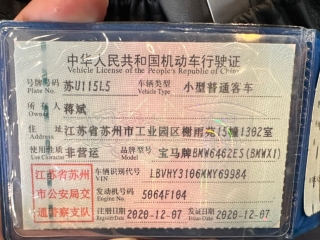 中华人民共和国机动车行驶证
Vehicle License of the People's Republic of China
号牌号码 苏U115L5 车辆类型 小型普通客车
Plate No. Vehicle Type
所有人 蒋斌
Owner
住址 江苏省苏州市工业园区榭雨 35幢1302室
Address
使用性质 非营运 品牌型号 宝马牌BMW6462ES(BMWX1)
Use Character Model
江苏省苏州市公安局交通警察支队
车辆识别代号 LBVHY3106MMY69984
VIN
发动机号码 5064F104
Engine No.
注册日期 2020-12-07 发证日期 2020-12-07
Register Date Issue Date